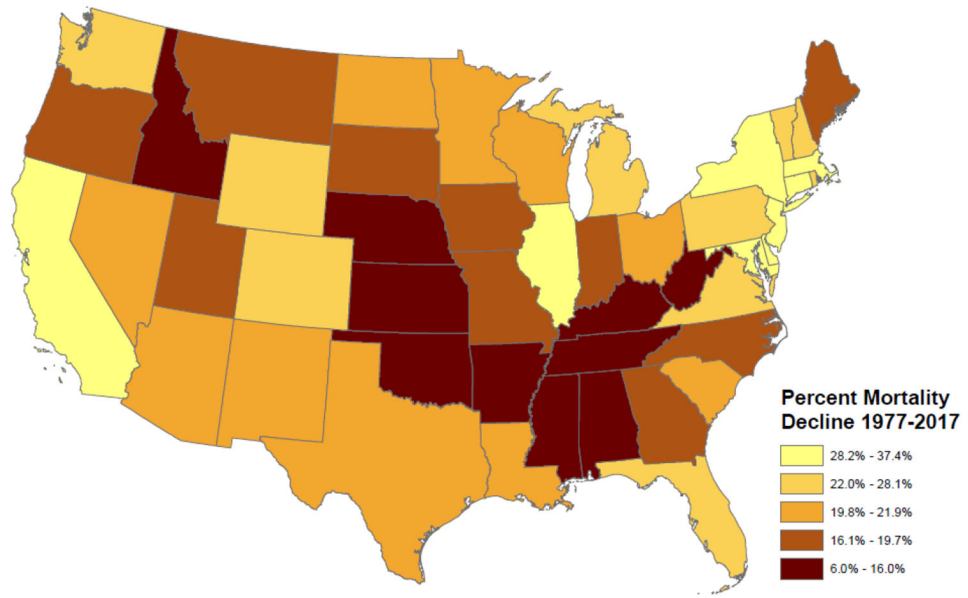 Percent Mortality
Decline 1977-2017
28.2% - 37.4%
22.0% - 28.1%
19.8% - 21.9%
16.1% - 19.7%
6.0% - 16.0%